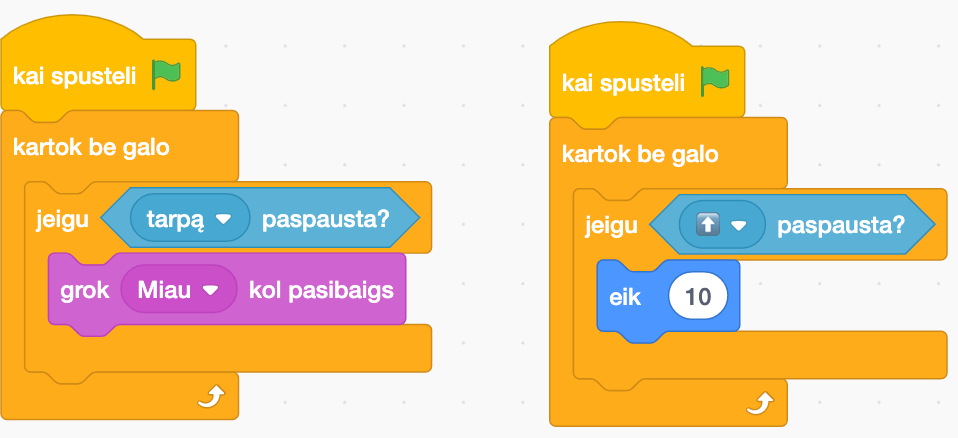 kai spusteli
kartok be galo
jeigu tarpą paspausta?
grok Miau kol pasibaigs
kai spusteli
kartok be galo
jeigu ⬆ paspausta?
eik 10